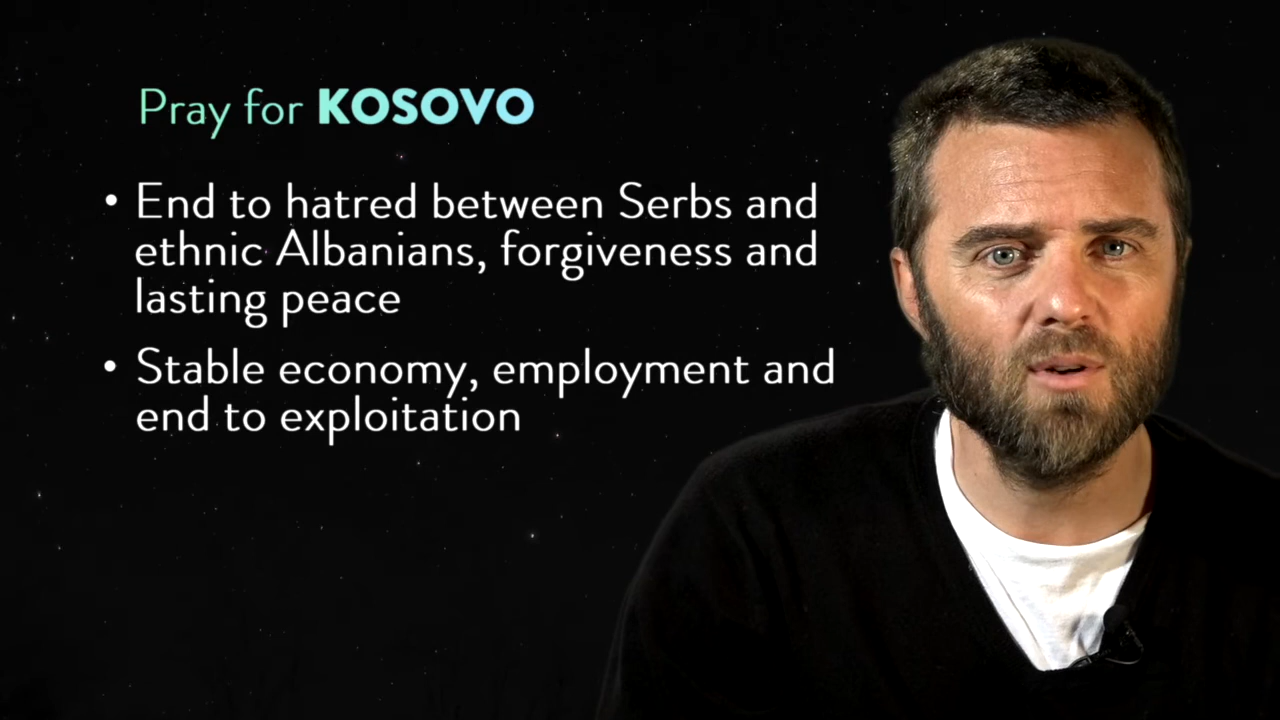 Pray for KOSOVO
• End to hatred between Serbs and
ethnic Albanians, forgiveness and
lasting peace
• Stable economy, employment and
end to exploitation